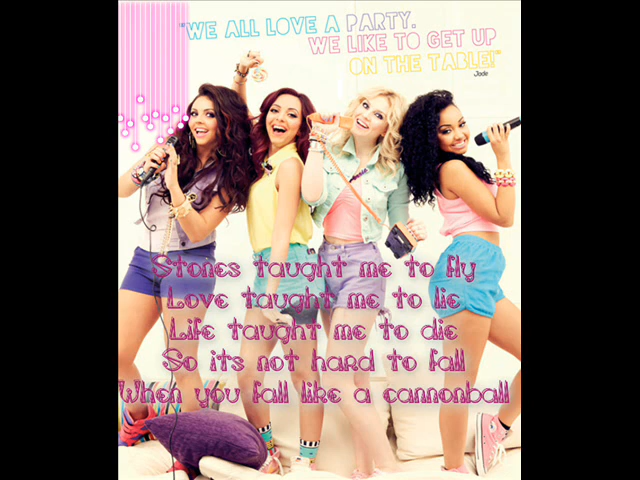 "WE ALL LOVE A PARTY.
WE LIKE TO GET UP
ON THE TABLE!"
Jade
Stones taught me to fly
Love taught me to lie
Life taught me to die
So its not hard to fall
When you fall like a cannonball